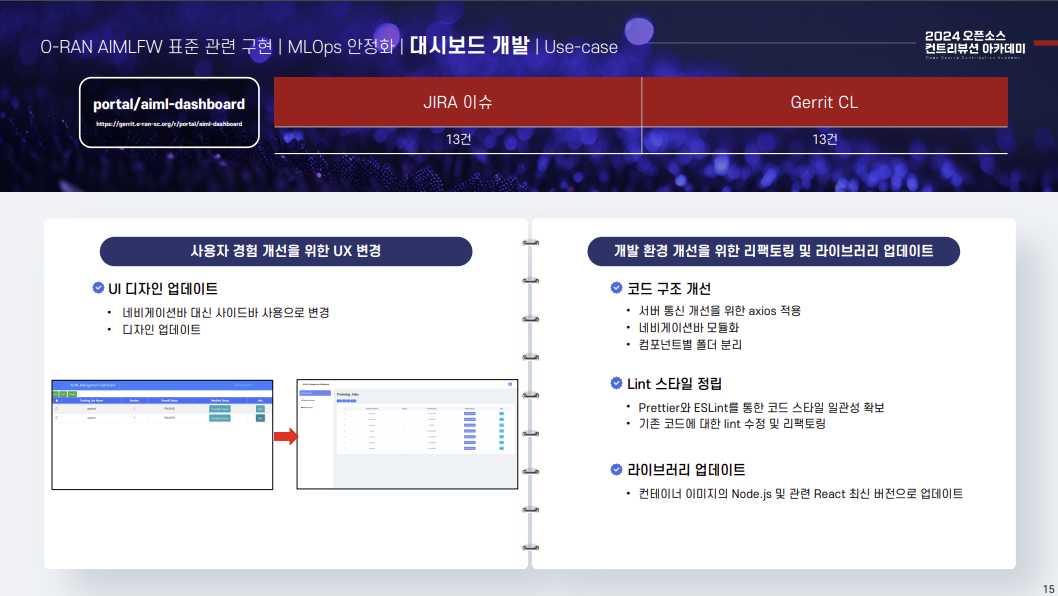 O-RAN AIMLFW 표준 관련 구현 | MLOps 안정화 | 대시보드 개발 | Use-case
2024 오픈소스
컨트리뷰션 아카데미
Open Source Contribution Academy
portal/aiml-dashboard
https://gerrit.o-ran-sc.org/r/portal/aiml-dashboard
JIRA 이슈
Gerrit CL
13건
13건
사용자 경험 개선을 위한 UX 변경
UI 디자인 업데이트
• 네비게이션바 대신 사이드바 사용으로 변경
• 디자인 업데이트
AI/ML Management Dashboard
Training Job Name Version Overall Status Detailed Status
Training Jobs
개발 환경 개선을 위한 리팩토링 및 라이브러리 업데이트
코드 구조 개선
• 서버 통신 개선을 위한 axios 적용
• 네비게이션바 모듈화
• 컴포넌트별 폴더 분리
Lint 스타일 정립
• Prettier와 ESLint를 통한 코드 스타일 일관성 확보
• 기존 코드에 대한 lint 수정 및 리팩토링
라이브러리 업데이트
• 컨테이너 이미지의 Node.js 및 관련 React 최신 버전으로 업데이트
15